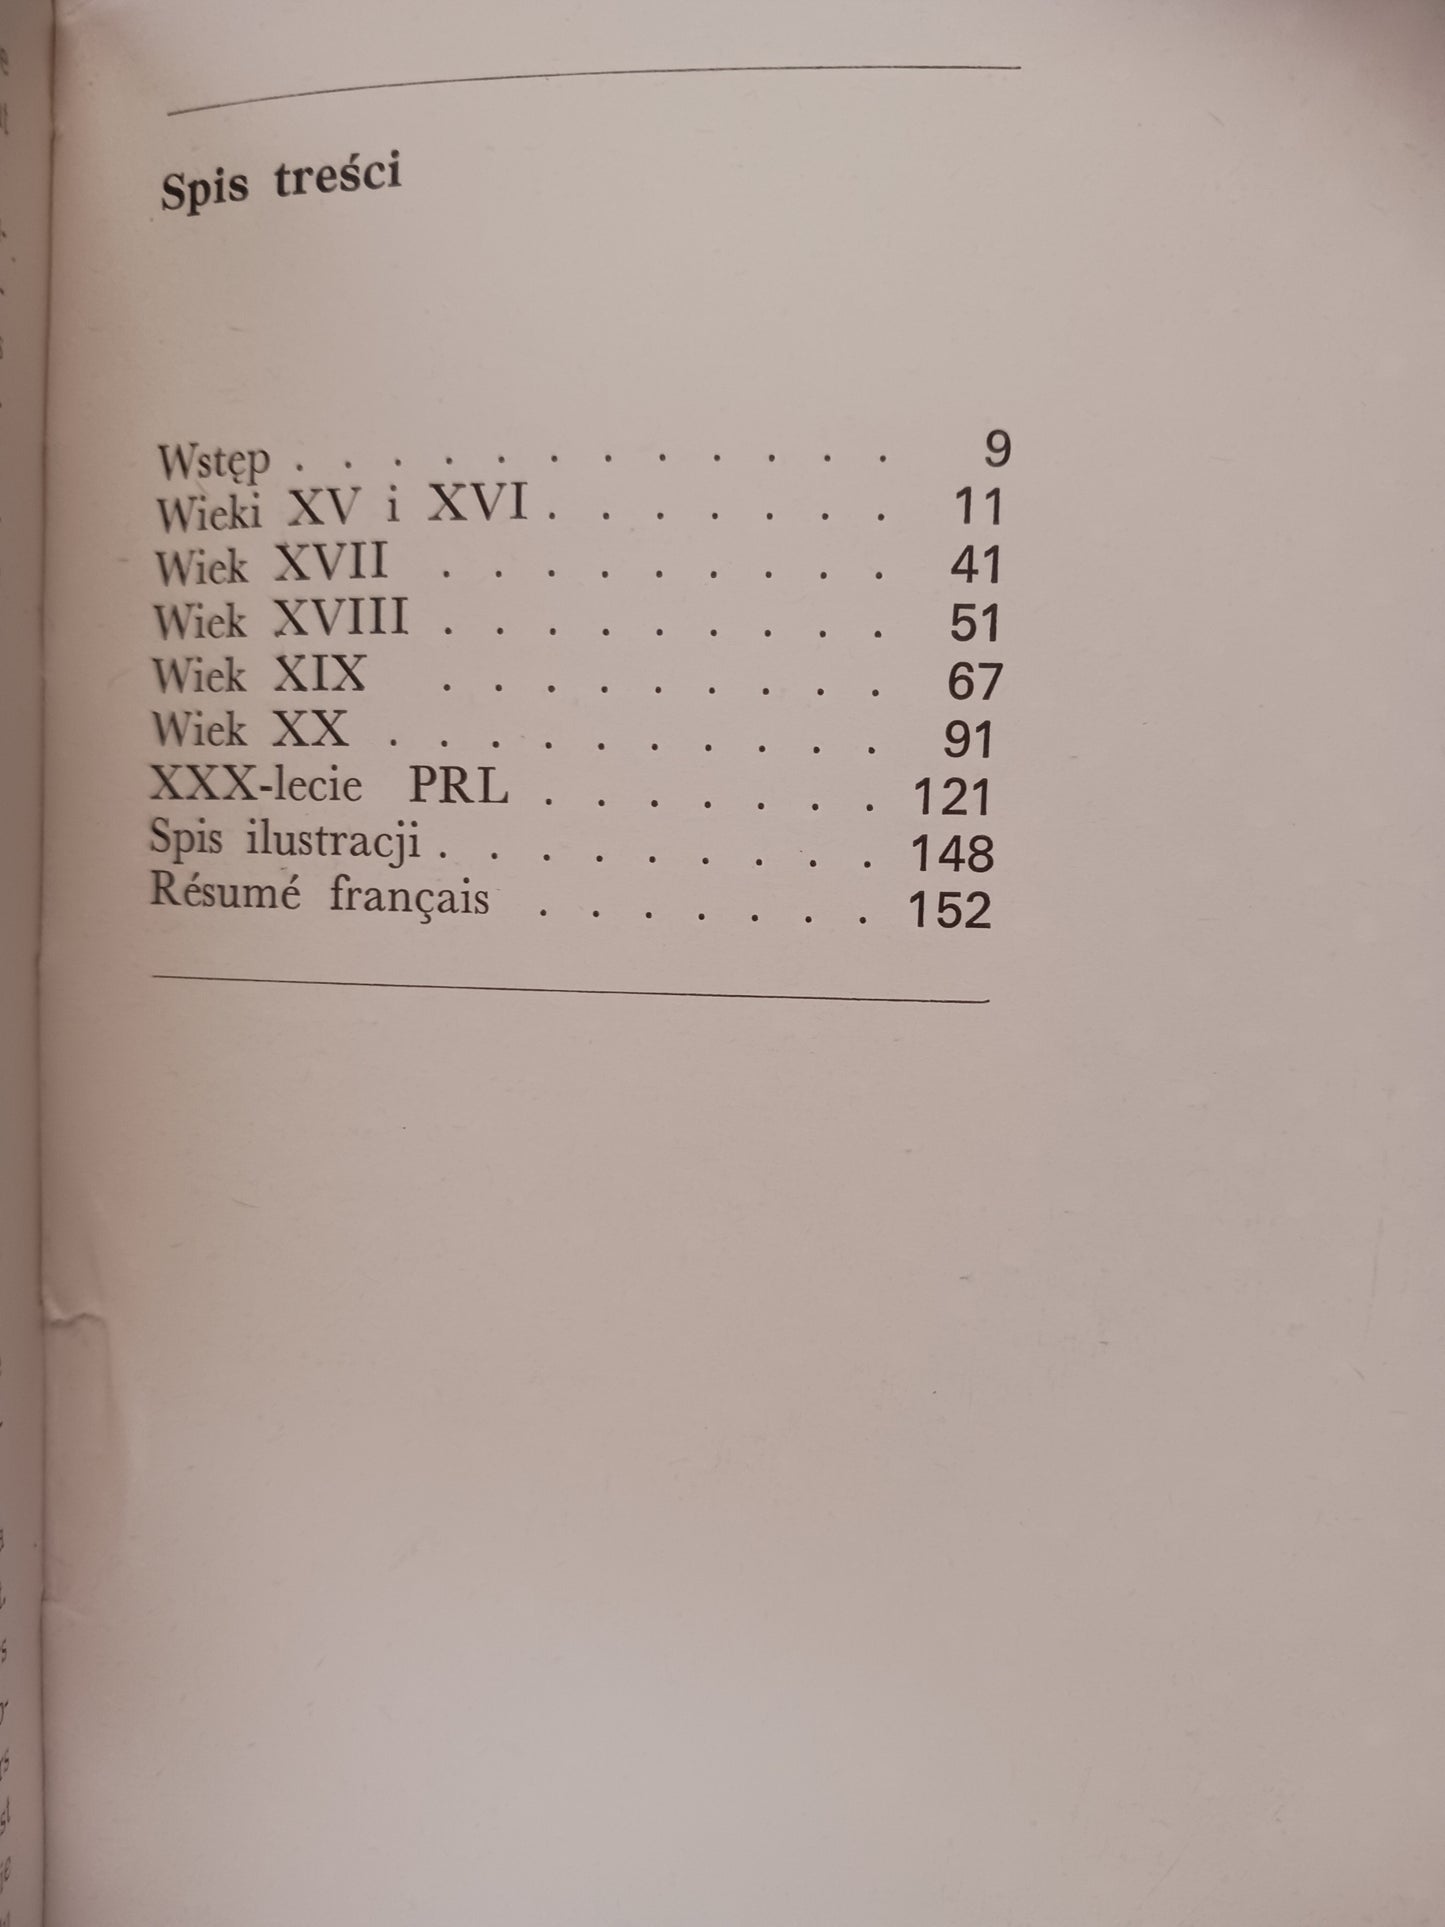 Spis treści
Wstęp . . . . . . . . . . . . 9
Wieki XV i XVI . . . . . . . 11
Wiek XVII . . . . . . . . . 41
Wiek XVIII . . . . . . . . . 51
Wiek XIX . . . . . . . . . 67
Wiek XX . . . . . . . . . . 91
XXX-lecie PRL . . . . . . . 121
Spis ilustracji . . . . . . . . . 148
Résumé français . . . . . . . 152